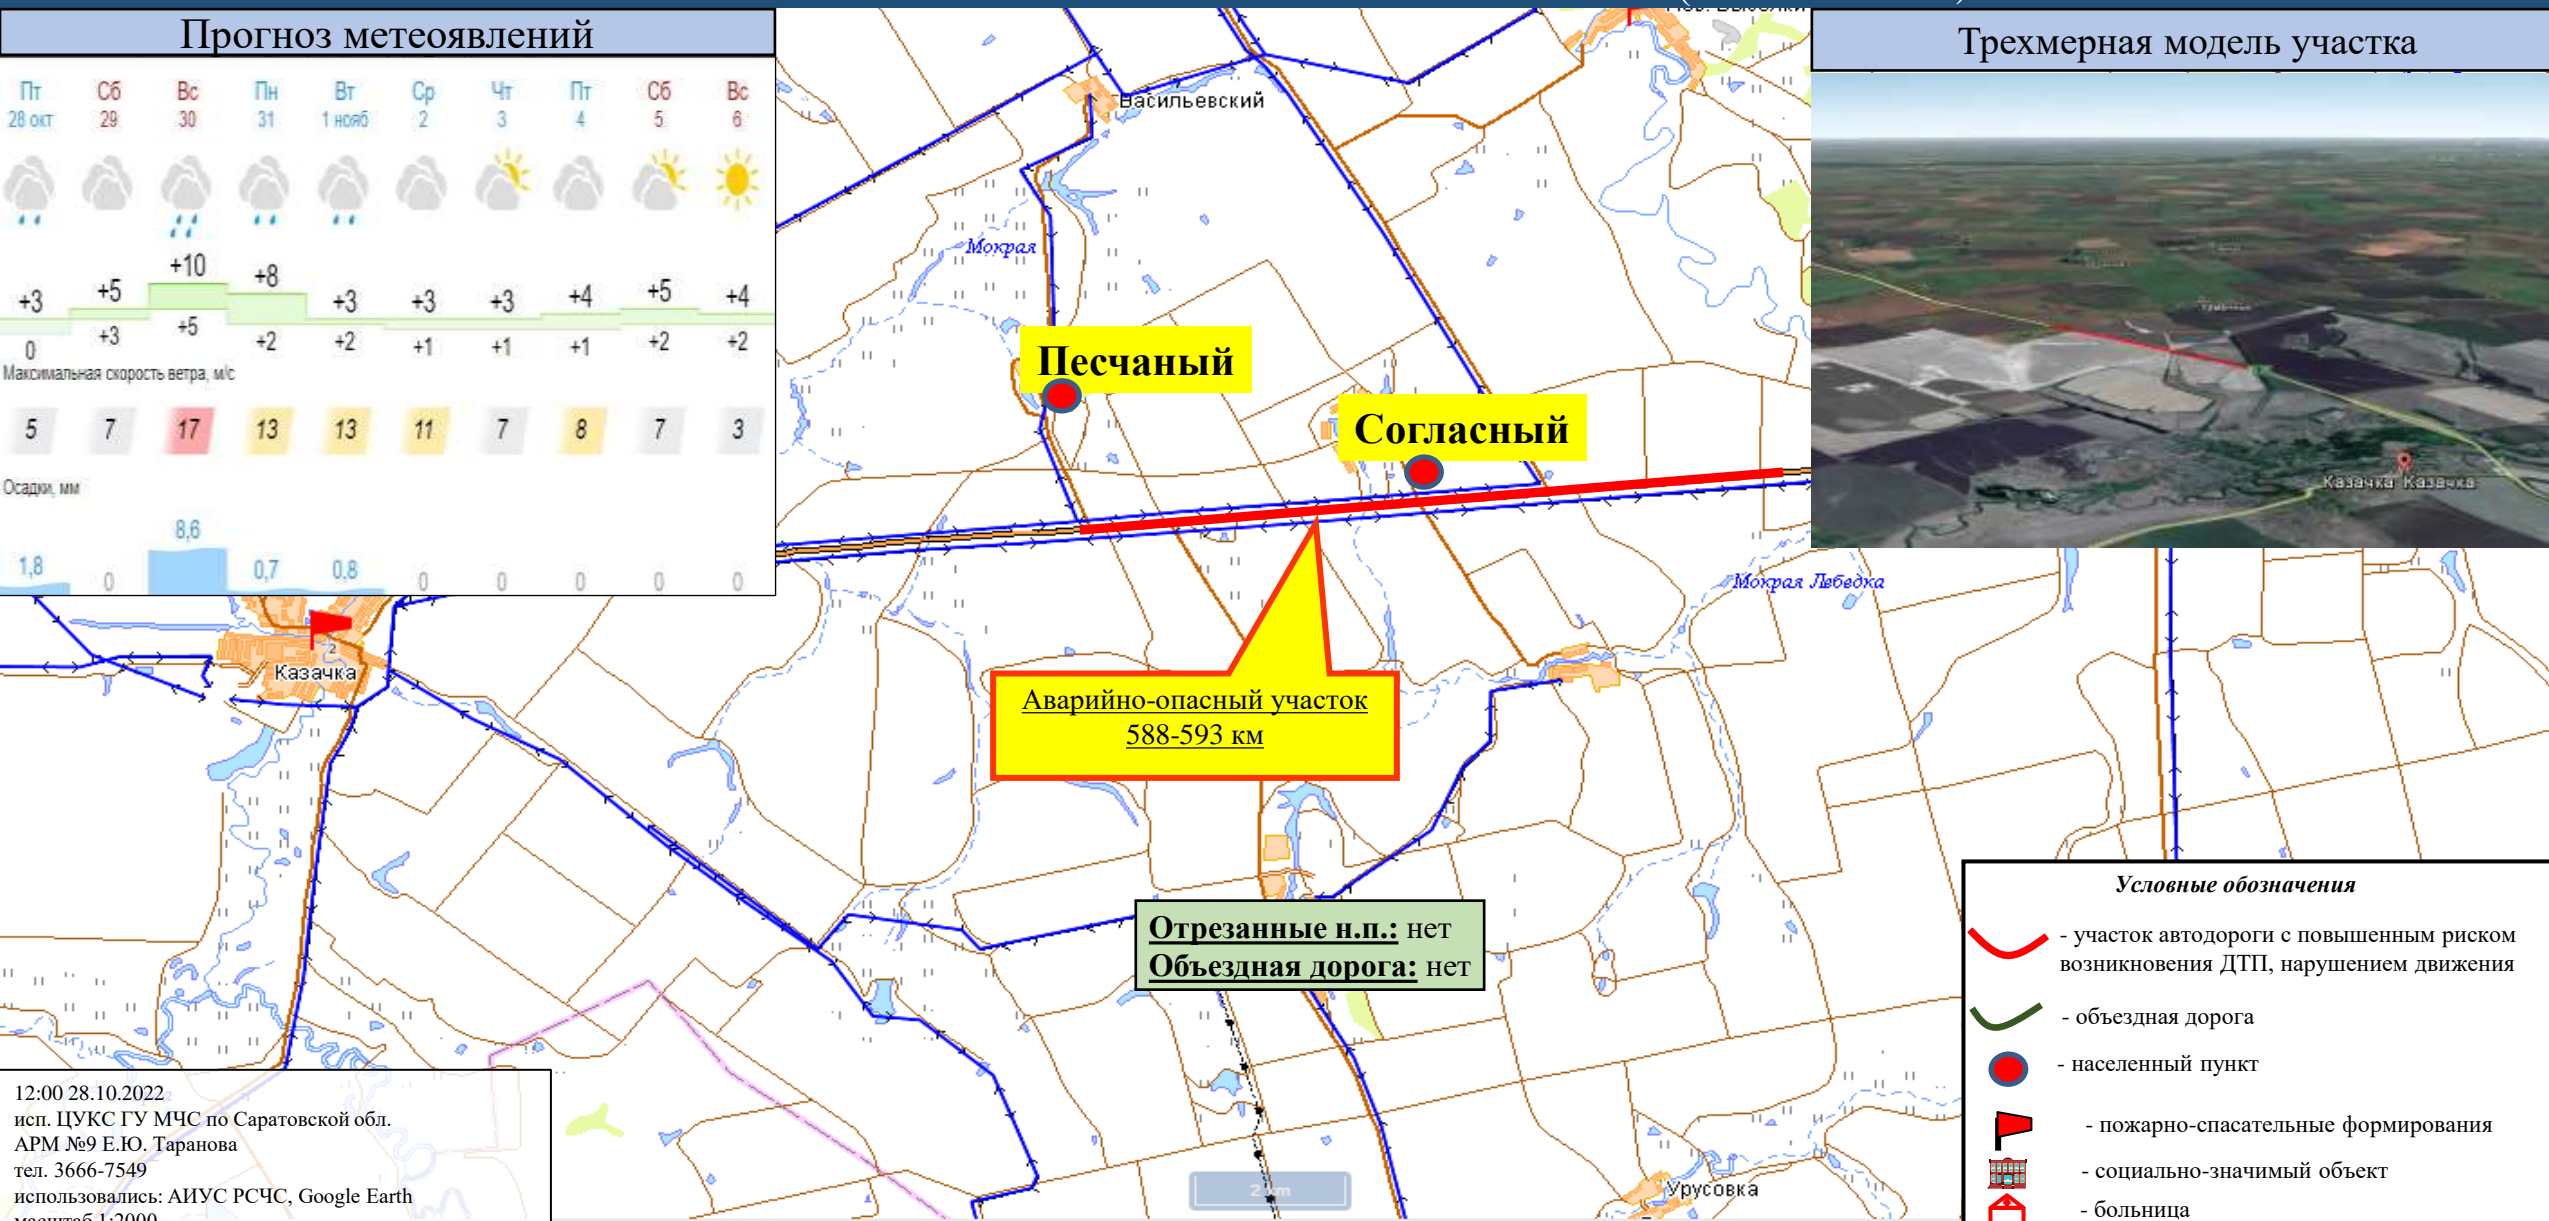 Прогноз метеоявлений
Пт Сб Вс Пн Вт Ср Чт Пт Сб Вс
28 окт 29 30 31 1 нояб 2 3 4 5 6
+3 +5 +10 +8 +3 +3 +3 +4 +5 +4
0 +3 +5 +2 +2 +1 +1 +1 +2 +2
Максимальная скорость ветра, м/с
5 7 17 13 13 11 7 8 7 3
Осадки, мм
1,8 0 8,6 0,7 0,8 0 0 0 0 0
Трехмерная модель участка
Казачка Казачка
Васильевский
Мокрая
Песчаный
Согласный
Мокрая Лебедка
2
Казачка
Аварийно-опасный участок
588-593 км
Отрезанные н.п.: нет
Объездная дорога: нет
Урусовка
2 km
12:00 28.10.2022
исп. ЦУКС ГУ МЧС по Саратовской обл.
АРМ №9 Е.Ю. Таранова
тел. 3666-7549
использовались: АИУС РСЧС, Google Earth
масштаб 1:2000
Условные обозначения
- участок автодороги с повышенным риском
возникновения ДТП, нарушением движения
- объездная дорога
- населенный пункт
- пожарно-спасательные формирования
- социально-значимый объект
- больница